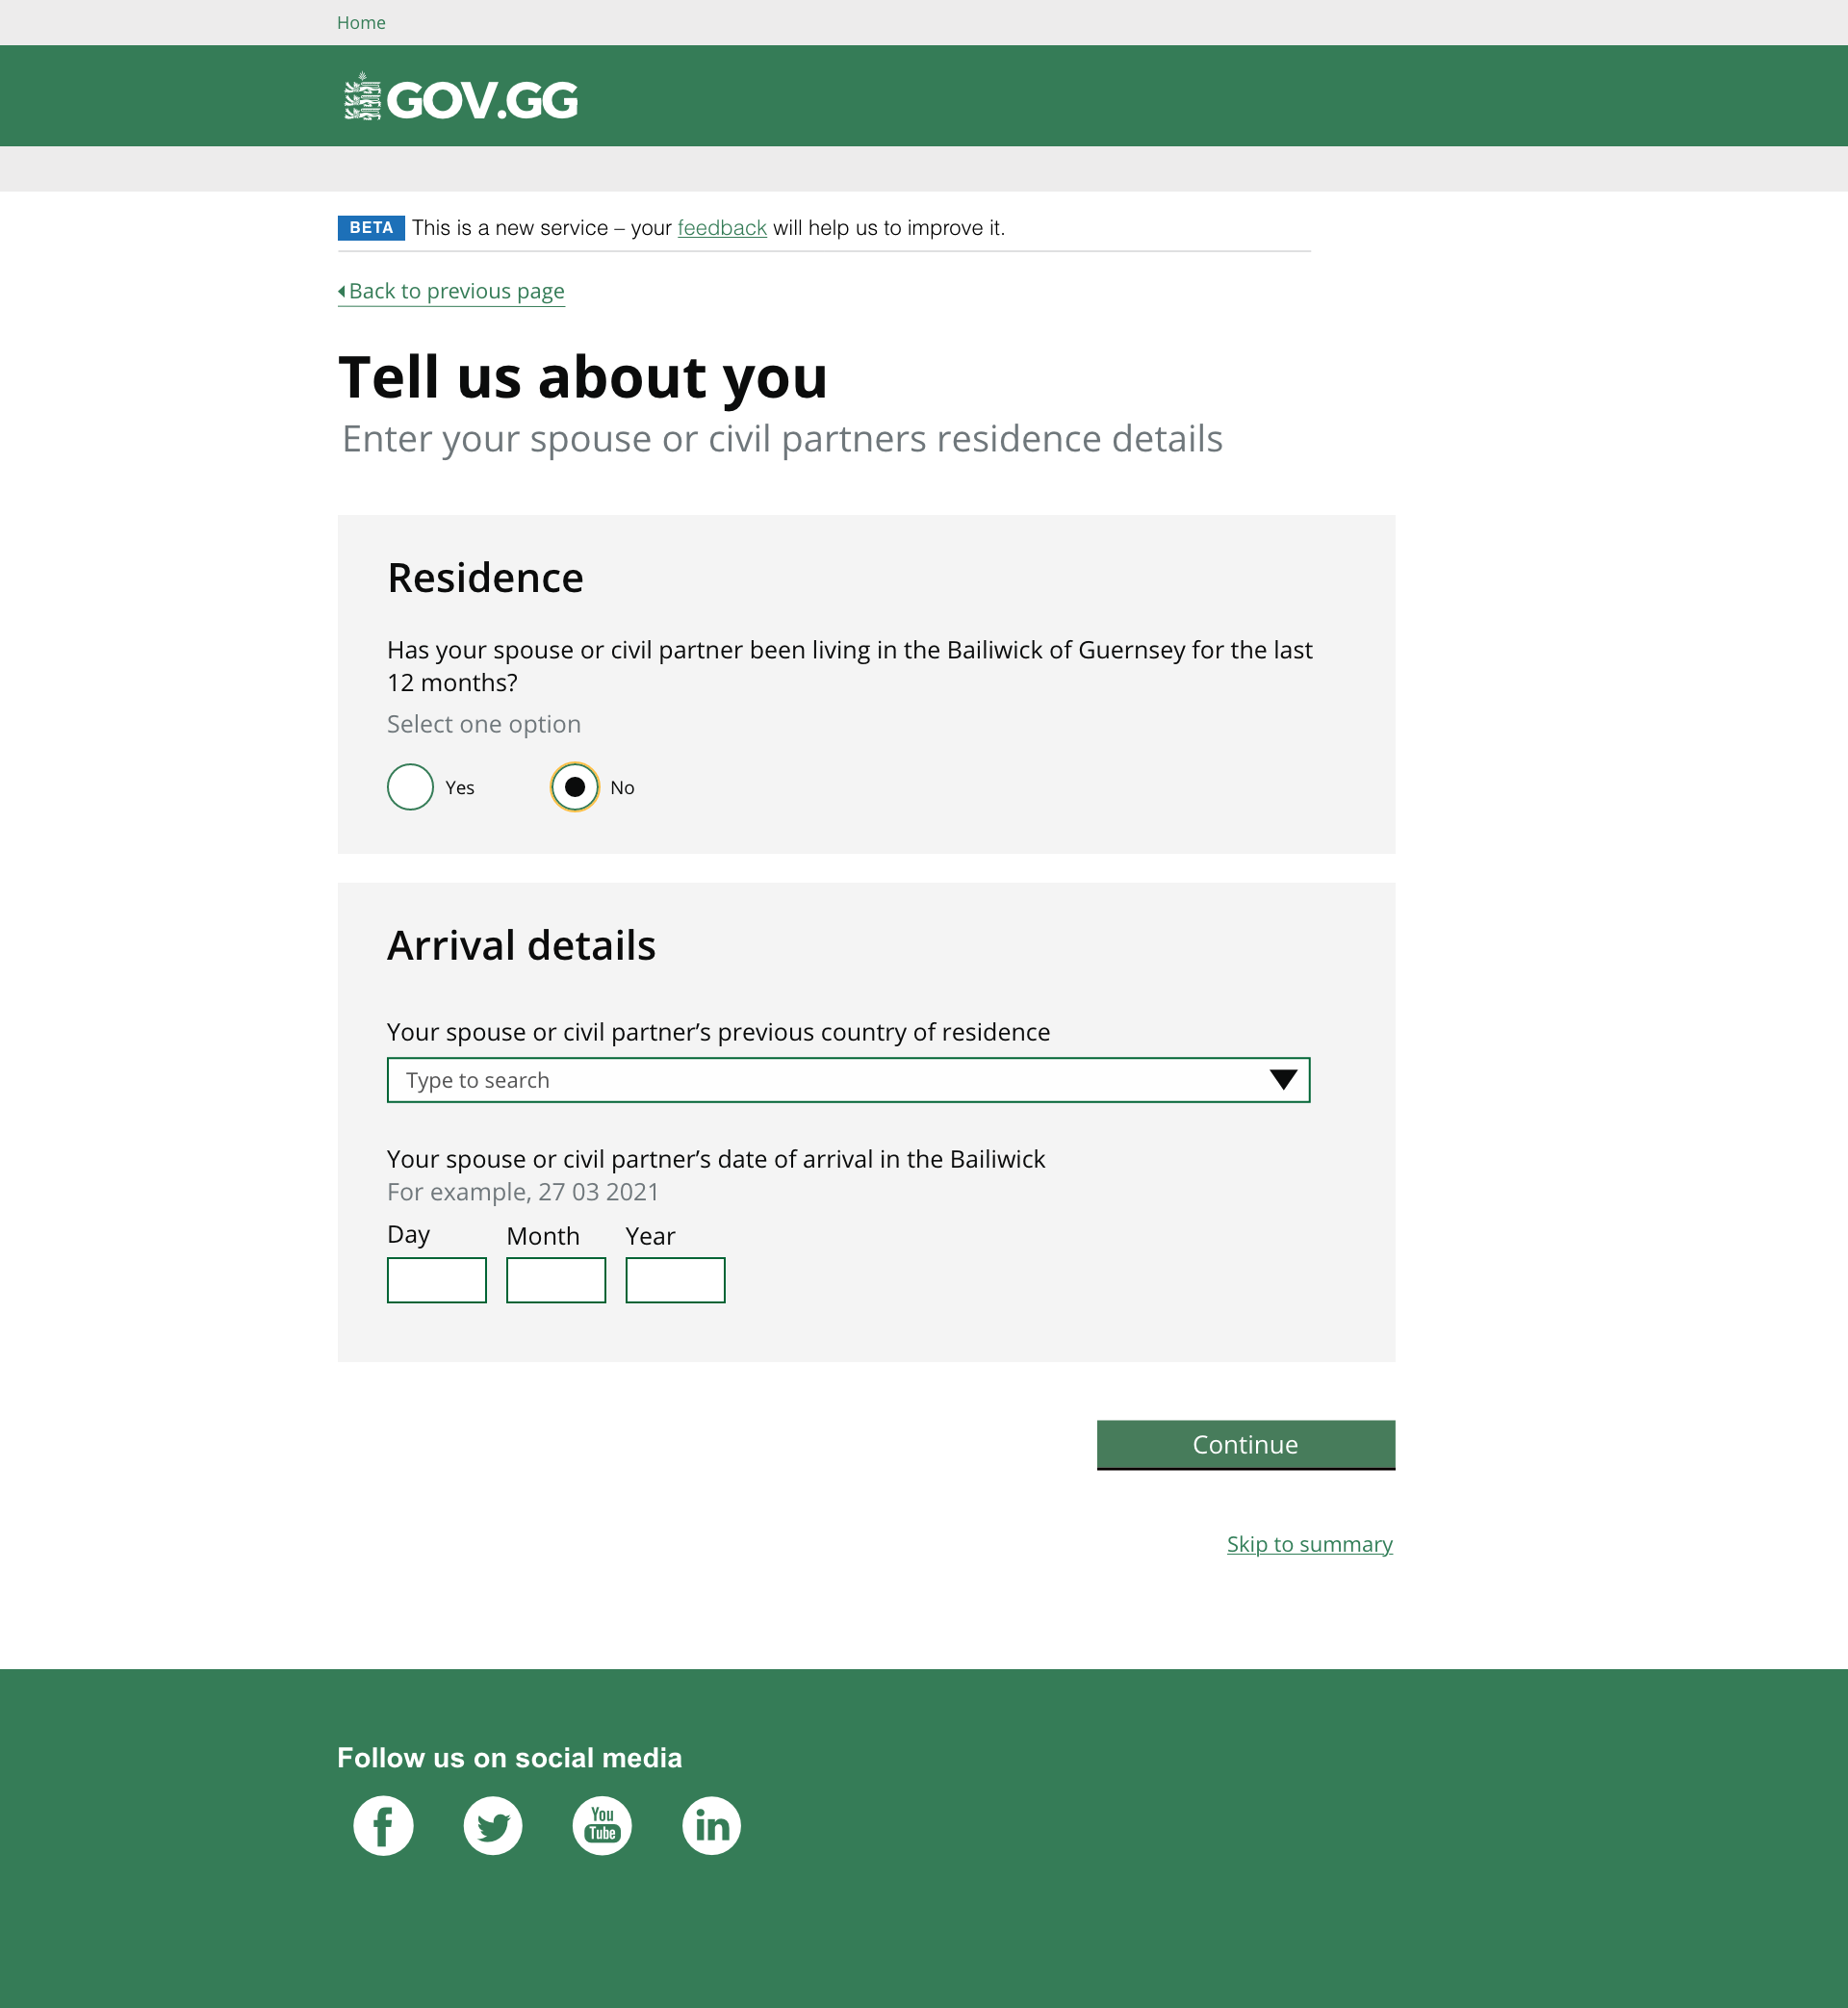 Home
GOV.GG
BETA This is a new service – your feedback will help us to improve it.
Back to previous page
Tell us about you
Enter your spouse or civil partners residence details
Residence
Has your spouse or civil partner been living in the Bailiwick of Guernsey for the last
12 months?
Select one option
Yes No
Arrival details
Your spouse or civil partner’s previous country of residence
Type to search
Your spouse or civil partner’s date of arrival in the Bailiwick
For example, 27 03 2021
Day Month Year
Continue
Skip to summary
Follow us on social media
f You in
Tube